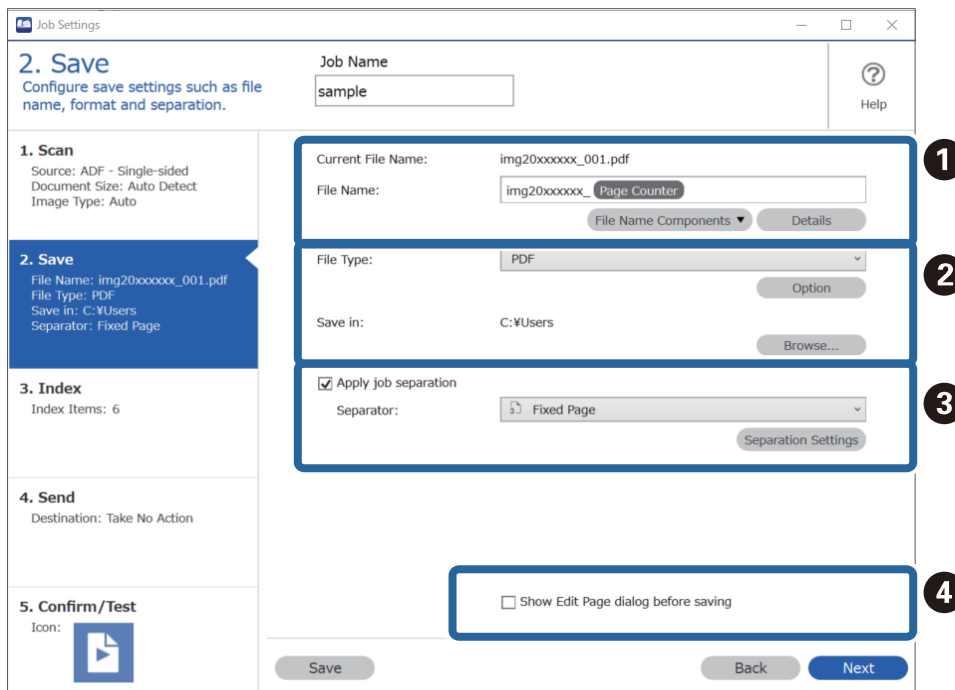 Job Settings
2. Save
Configure save settings such as file
name, format and separation.
Job Name
sample
?
Help
1. Scan
Source: ADF - Single-sided
Document Size: Auto Detect
Image Type: Auto
2. Save
File Name: img20xxxxxx_001.pdf
File Type: PDF
Save in: C:¥Users
Separator: Fixed Page
3. Index
Index Items: 6
4. Send
Destination: Take No Action
5. Confirm/Test
Icon:
Current File Name: img20xxxxxx_001.pdf
File Name: img20xxxxxx_ Page Counter
File Name Components ▼ Details
1
File Type: PDF
Option
Save in: C:¥Users
Browse...
2
Apply job separation
Separator: Fixed Page
Separation Settings
3
Show Edit Page dialog before saving
4
Save Back Next